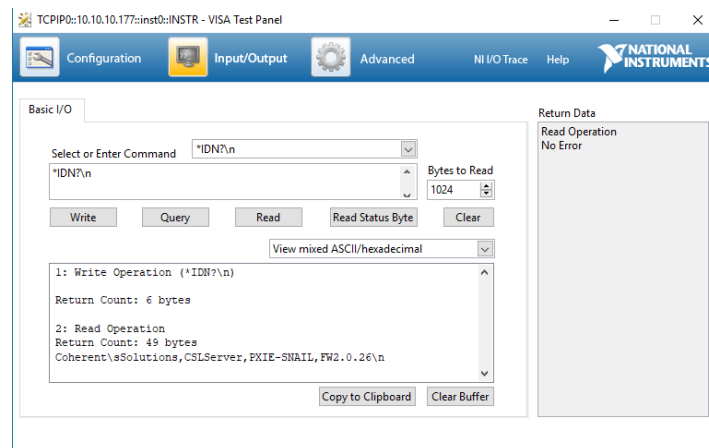 TCPIP0::10.10.10.177::inst0::INSTR - VISA Test Panel
Configuration Input/Output Advanced NI I/O Trace Help NATIONAL INSTRUMENTS
Basic I/O
Return Data
Read Operation
No Error
Select or Enter Command *IDN?\n
*IDN?\n
Bytes to Read
1024
Write Query Read Read Status Byte Clear
View mixed ASCII/hexadecimal
1: Write Operation (*IDN?\n)
Return Count: 6 bytes
2: Read Operation
Return Count: 49 bytes
Coherent\sSolutions,CSLServer,PXIE-SNAIL,FW2.0.26\n
Copy to Clipboard Clear Buffer